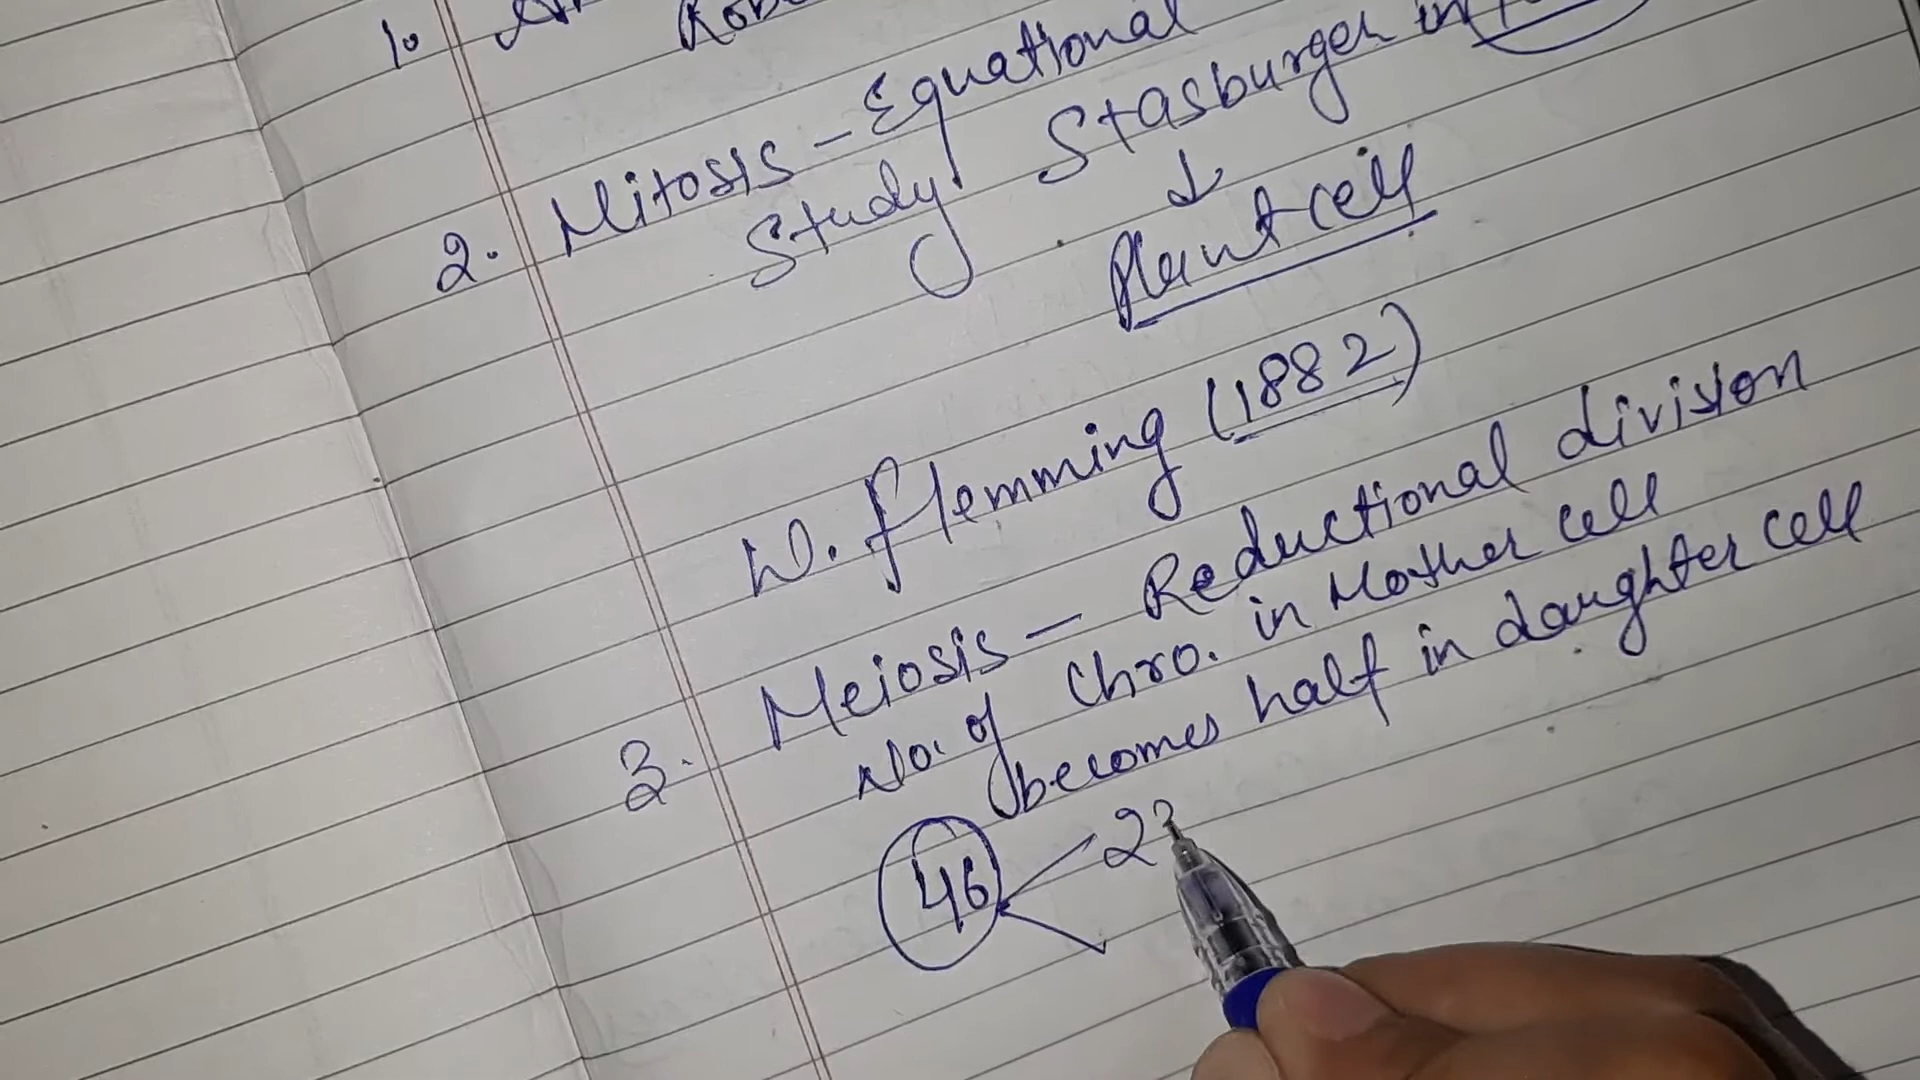 1.
2. Mitosis - Equational
Study Stasburger in
↓
Plant cell
W. Flemming (1882)
3. Meiosis - Reductional division
No. of Chro. in Mother cell
becomes half in daughter cell
46